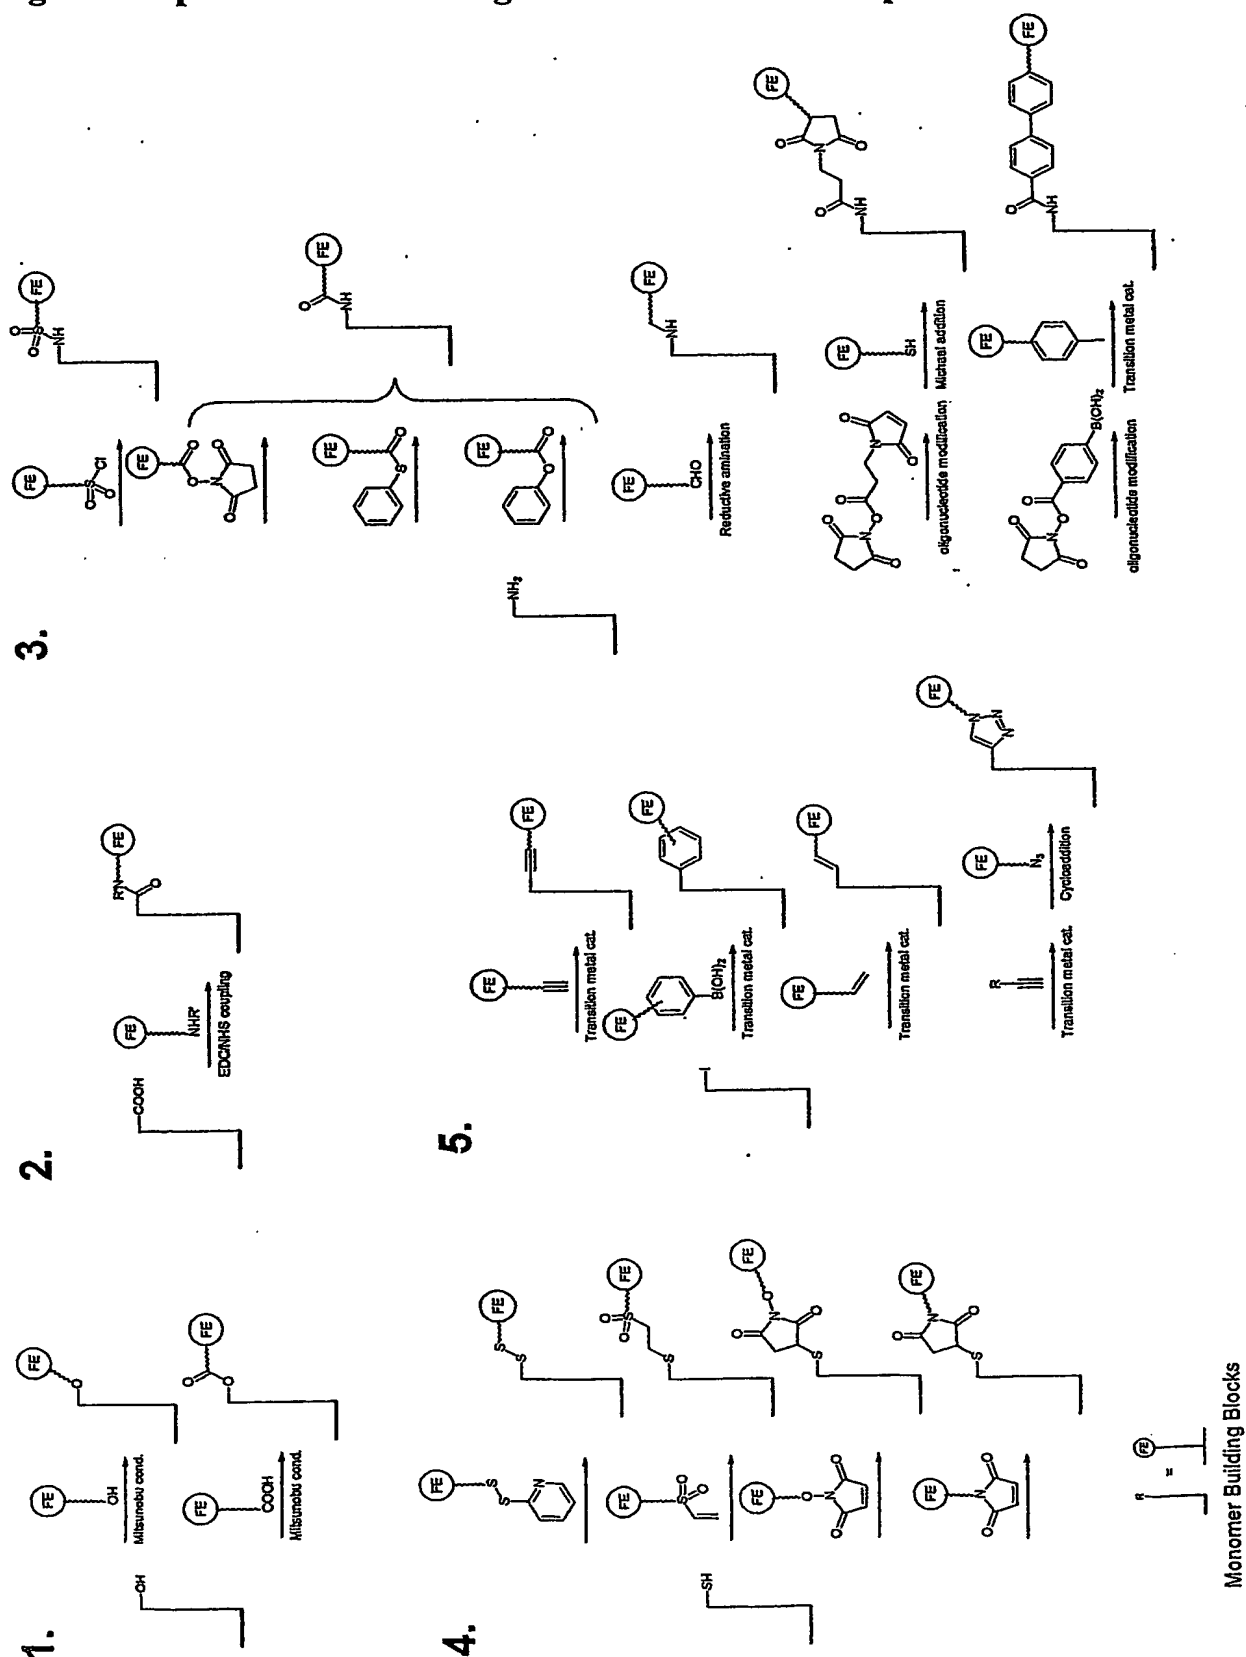 1.
OH
FE
OH
Mitsunobu cond.
FE
O
FE
COOH
Mitsunobu cond.
O
O
FE
2.
COOH
FE
NHR'
EDC/NHS coupling
R'N
FE
O
3.
NH₂
FE
S
Cl
O
O
O
S
O
FE
NH
FE
O
O
N
O
O
FE
S
O
FE
O
O
O
FE
NH
FE
CHO
Reductive amination
FE
NH
O
N
O
O
O
N
O
O
oligonucleotide modification
FE
SH
Michael addition
O
NH
O
N
O
FE
O
N
O
O
O
B(OH)₂
oligonucleotide modification
FE
I
Transition metal cat.
O
NH
FE
4.
SH
FE
S
S
N
S
S
FE
FE
S
O
O
O
S
O
FE
S
FE
O
N
O
O
FE
O
N
O
O
S
FE
N
O
O
FE
N
O
O
S
5.
I
FE
Transition metal cat.
FE
FE
B(OH)₂
Transition metal cat.
FE
FE
Transition metal cat.
FE
R
Transition metal cat.
FE
N₃
Cycloaddition
FE
N
N
N
R
=
FE
Monomer Building Blocks